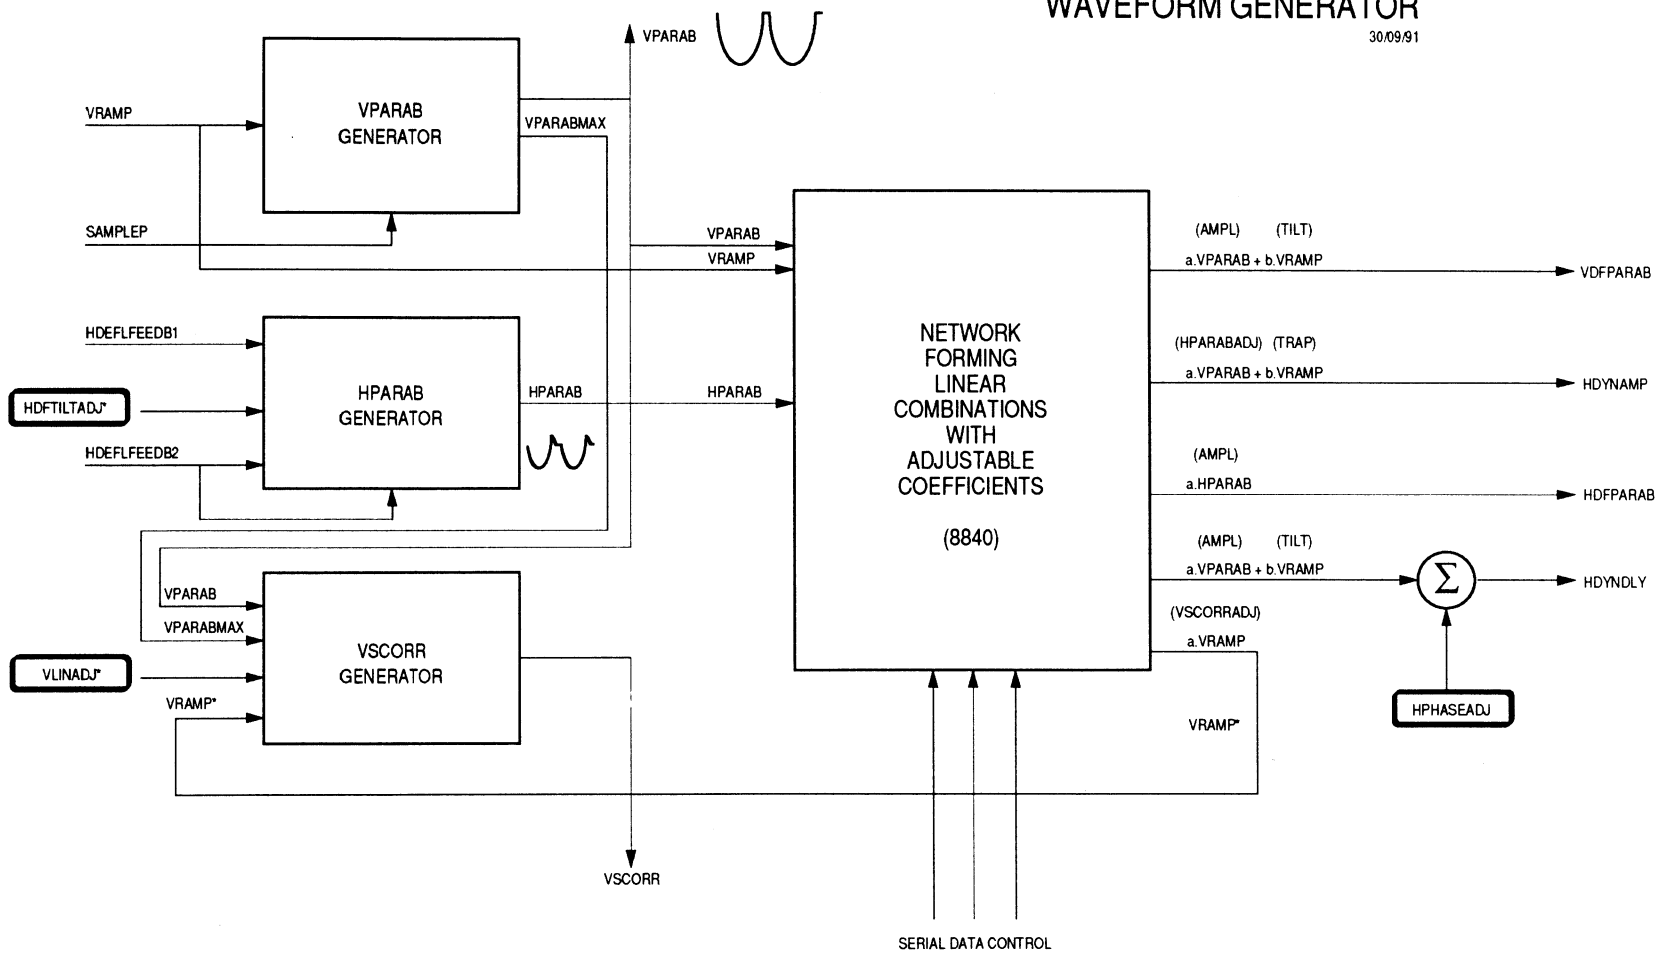 WAVEFORM GENERATOR
30/09/91
VPARAB
VRAMP
VPARAB
GENERATOR
VPARABMAX
SAMPLEP
VPARAB
VRAMP
HDEFLFEEDB1
HDFTILTADJ*
HDEFLFEEDB2
HPARAB
GENERATOR
HPARAB
HPARAB
NETWORK
FORMING
LINEAR
COMBINATIONS
WITH
ADJUSTABLE
COEFFICIENTS
(8840)
(AMPL) (TILT)
a.VPARAB + b.VRAMP
VDFPARAB
(HPARABADJ) (TRAP)
a.VPARAB + b.VRAMP
HDYNAMP
(AMPL)
a.HPARAB
HDFPARAB
(AMPL) (TILT)
a.VPARAB + b.VRAMP
Σ
HDYNDLY
(VSCORRADJ)
a.VRAMP
HPHASEADJ
VRAMP*
VPARAB
VPARABMAX
VLINADJ*
VRAMP*
VSCORR
GENERATOR
VSCORR
SERIAL DATA CONTROL